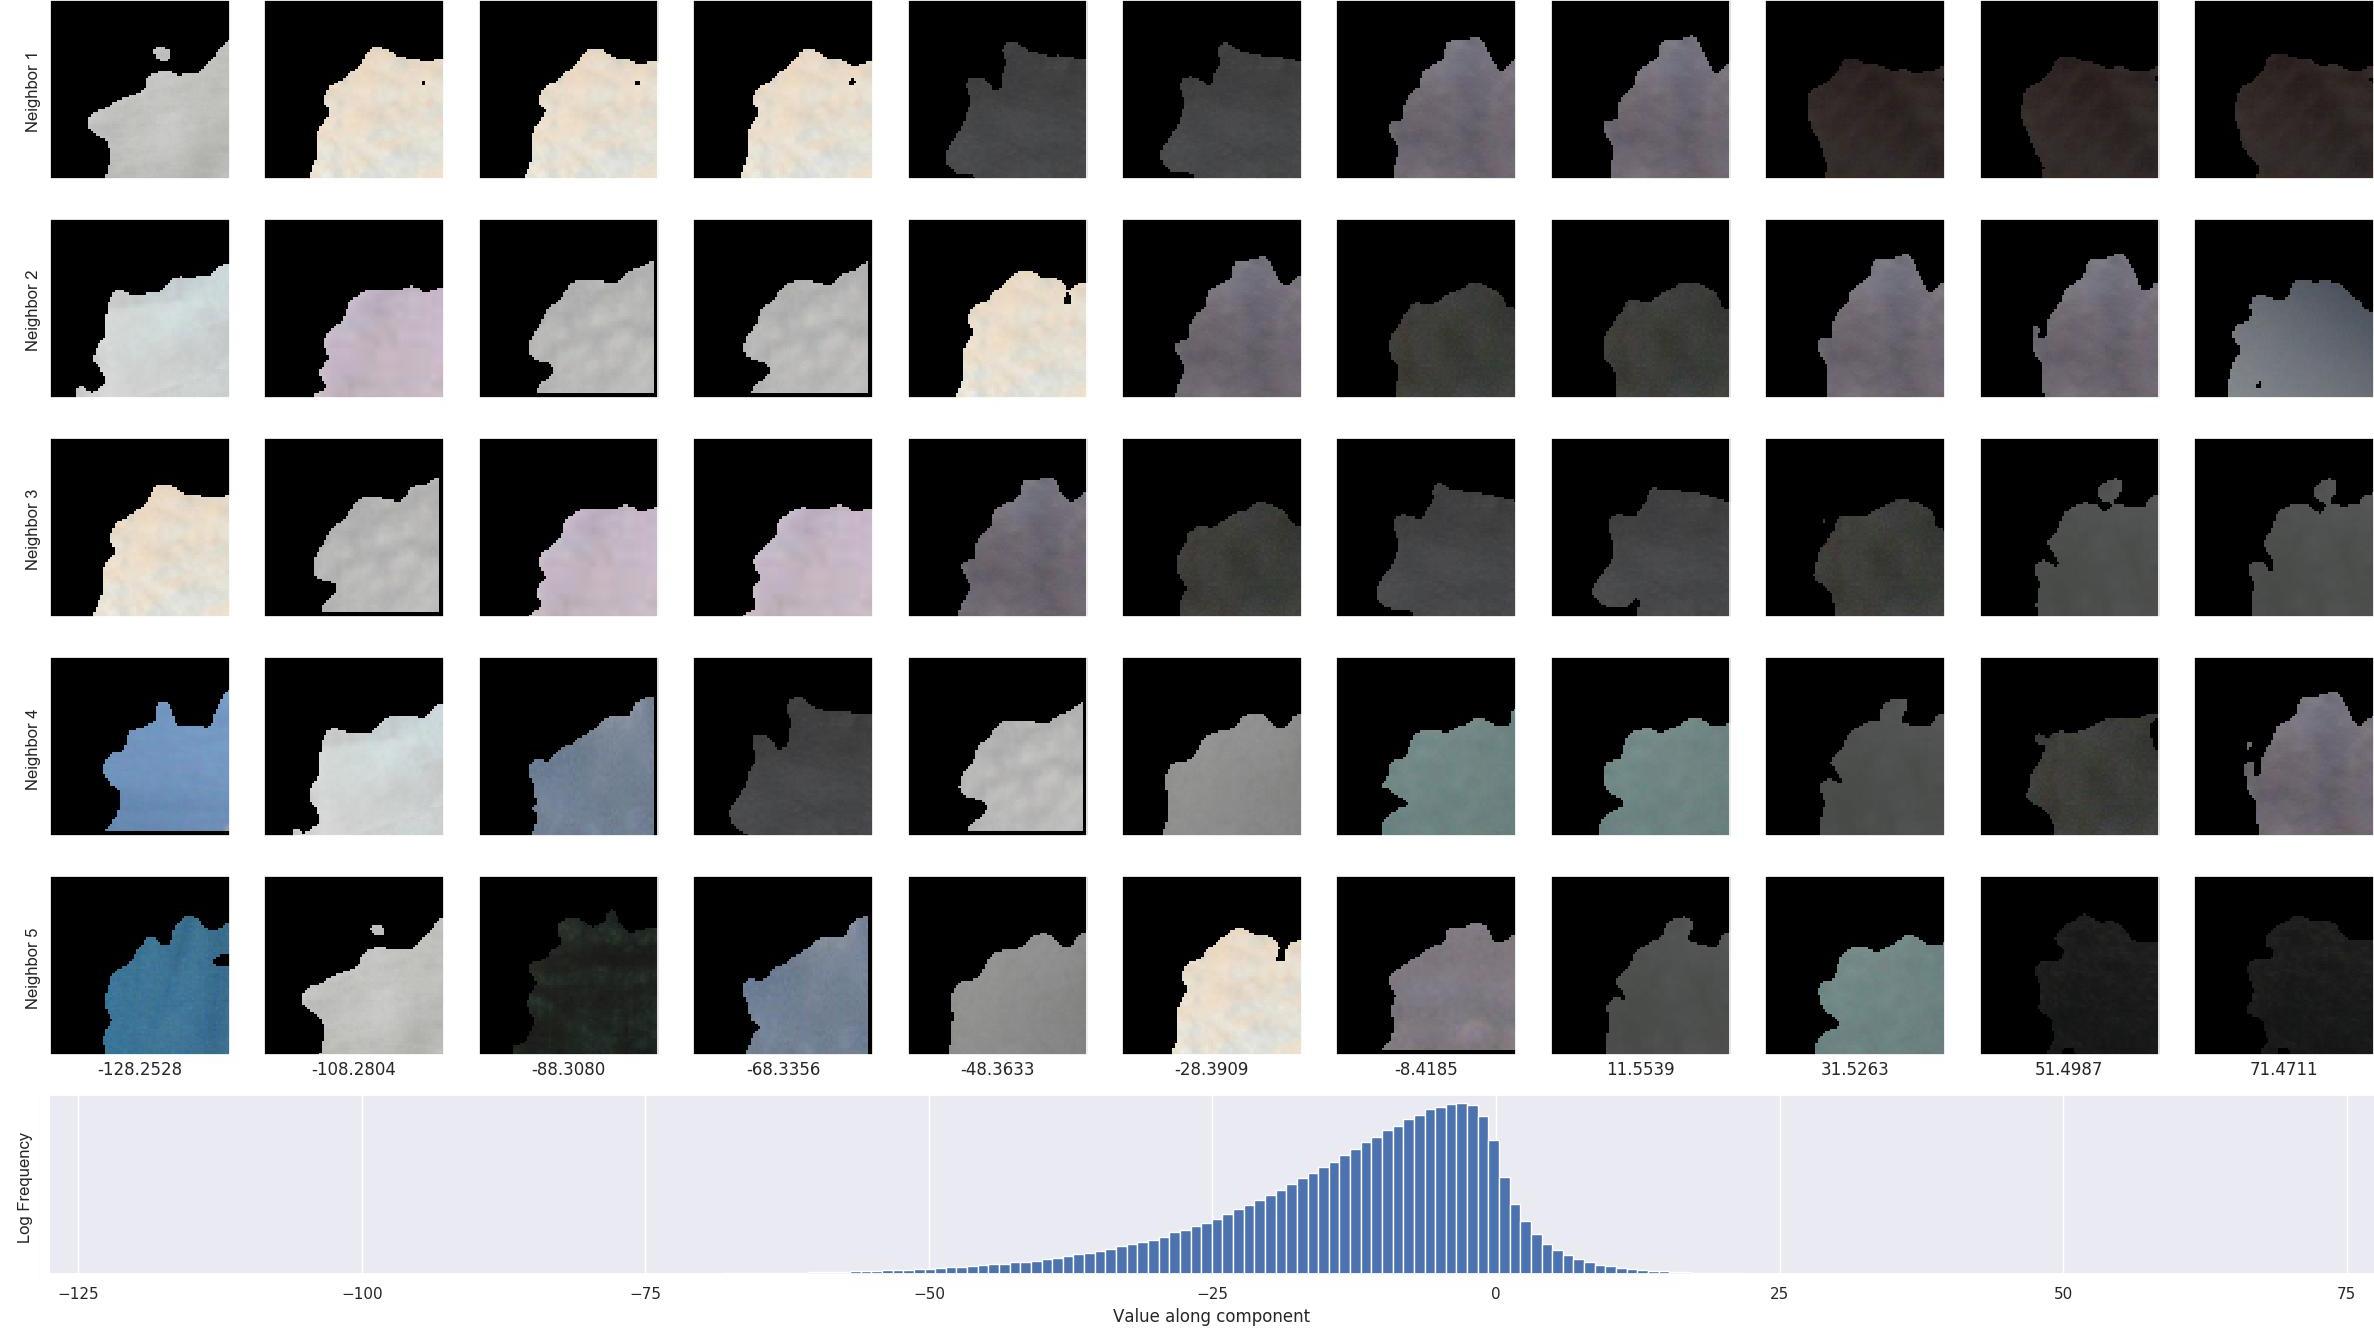 Neighbor 1
Neighbor 2
Neighbor 3
Neighbor 4
Neighbor 5
-128.2528 -108.2804 -88.3080 -68.3356 -48.3633 -28.3909 -8.4185 11.5539 31.5263 51.4987 71.4711
Log Frequency
−125 −100 −75 −50 −25 0 25 50 75
Value along component